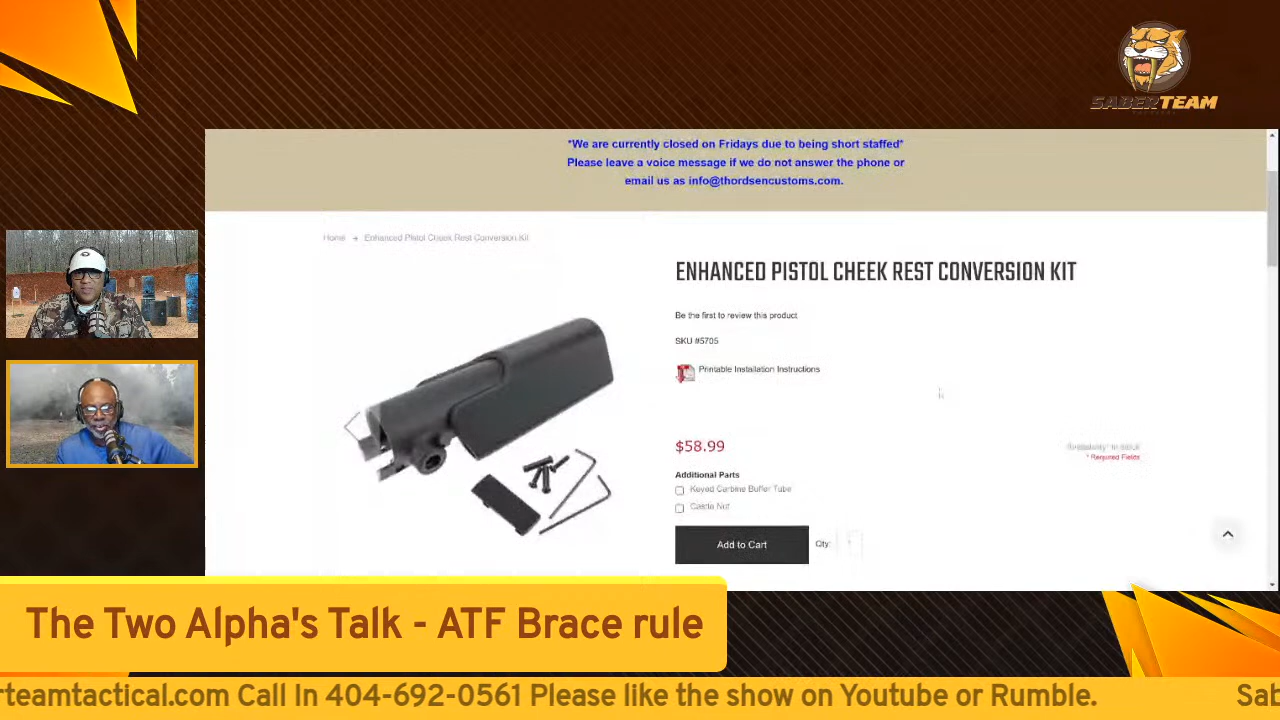 SABERTEAM
*We are currently closed on Fridays due to being short staffed*
Please leave a voice message if we do not answer the phone or
email us as info@thordsencustoms.com.
Home → Enhanced Pistol Cheek Rest Conversion Kit
ENHANCED PISTOL CHEEK REST CONVERSION KIT
Be the first to review this product
SKU #5705
Printable Installation Instructions
$58.99
* Required Fields
Additional Parts
Keyed Carbine Buffer Tube
Castle Nut
Add to Cart
Qty:
The Two Alpha's Talk - ATF Brace rule
rteamtactical.com Call In 404-692-0561 Please like the show on Youtube or Rumble. Sab